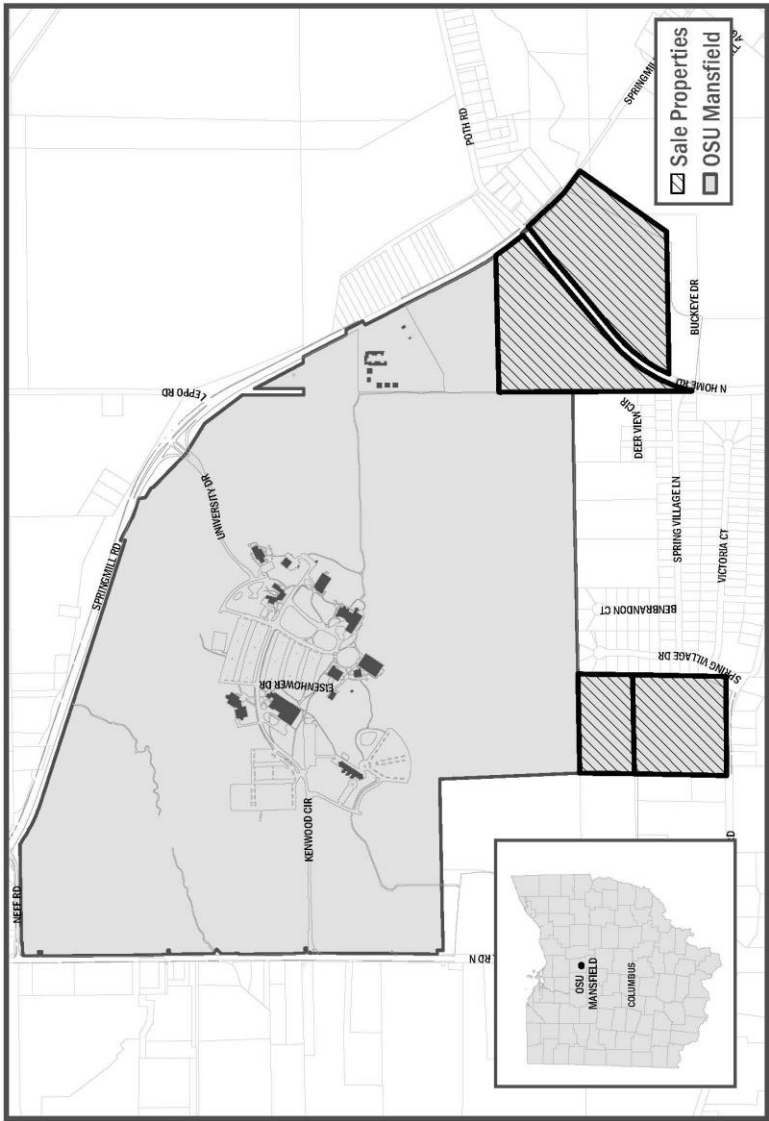 SPRINGMILL RD
NEFF RD
LEPPO RD
UNIVERSITY DR
EISENHOWER DR
KENWOOD CIR
RD N
POTH RD
Sale Properties
OSU Mansfield
BUCKEYE DR
N HOME RD
DEER VIEW CIR
SPRING VILLAGE LN
VICTORIA CT
BENBRANDON CT
SPRING VILLAGE DR
RD
OSU
MANSFIELD
COLUMBUS